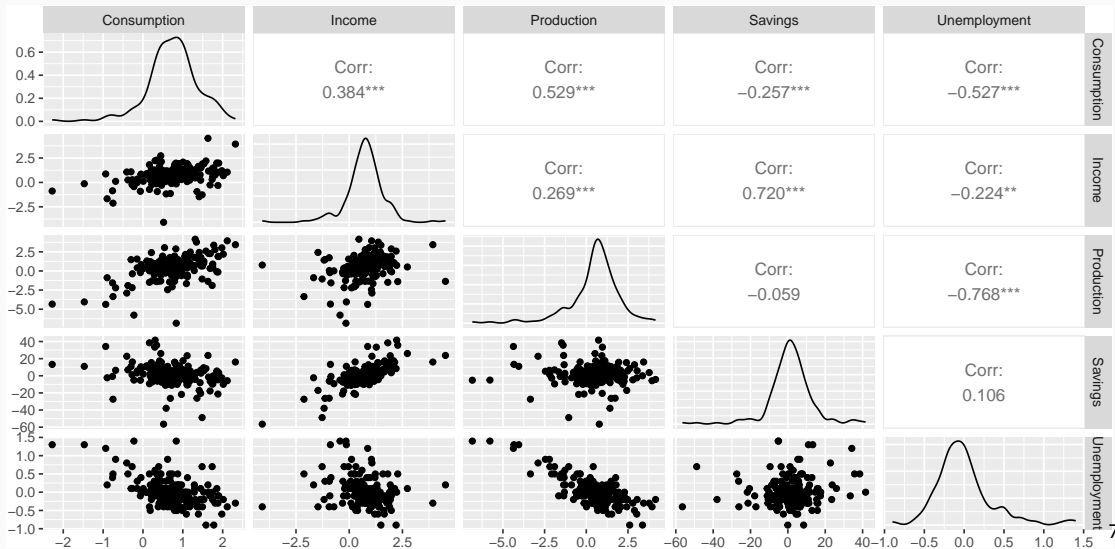 Consumption Income Production Savings Unemployment
0.6
0.4
0.2
0.0
Corr:
0.384***
Corr:
0.529***
Corr:
−0.257***
Corr:
−0.527***
Consumption
2.5
0.0
−2.5
Corr:
0.269***
Corr:
0.720***
Corr:
−0.224**
Income
2.5
0.0
−2.5
−5.0
Corr:
−0.059
Corr:
−0.768***
Production
40
20
0
−20
−40
−60
Corr:
0.106
Savings
1.5
1.0
0.5
0.0
−0.5
−1.0
Unemployment
−2 −1 0 1 2
−2.5 0.0 2.5
−5.0 −2.5 0.0 2.5
−60 −40 −20 0 20 40
−1.0 −0.5 0.0 0.5 1.0 1.5